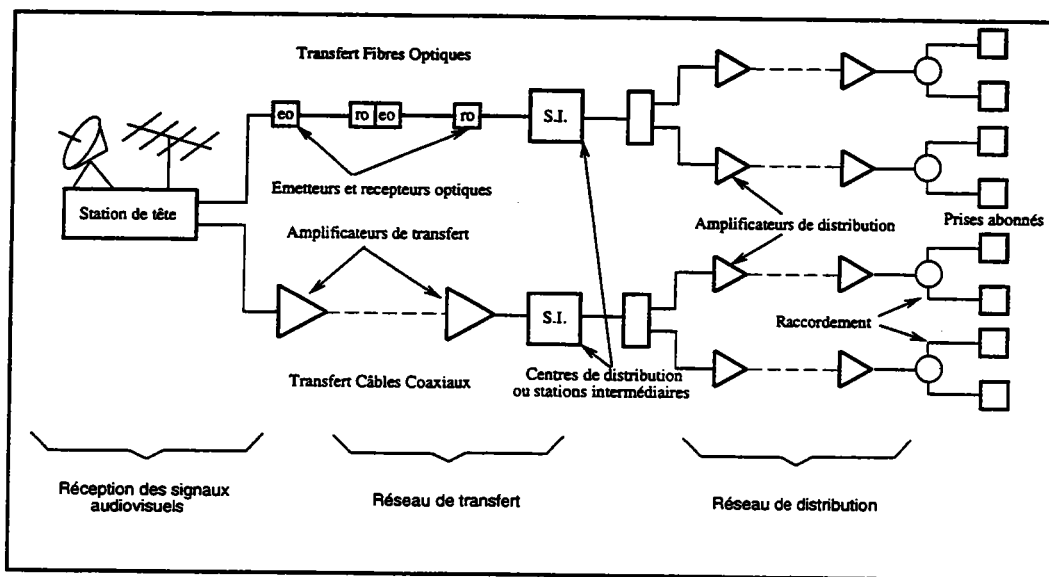 Transfert Fibres Optiques
eo
ro eo
ro
S.I.
Emetteurs et recepteurs optiques
Station de tête
Amplificateurs de transfert
Amplificateurs de distribution
Prises abonnés
S.I.
Raccordement
Transfert Câbles Coaxiaux
Centres de distribution
ou stations intermédiaires
Réception des signaux
audiovisuels
Réseau de transfert
Réseau de distribution